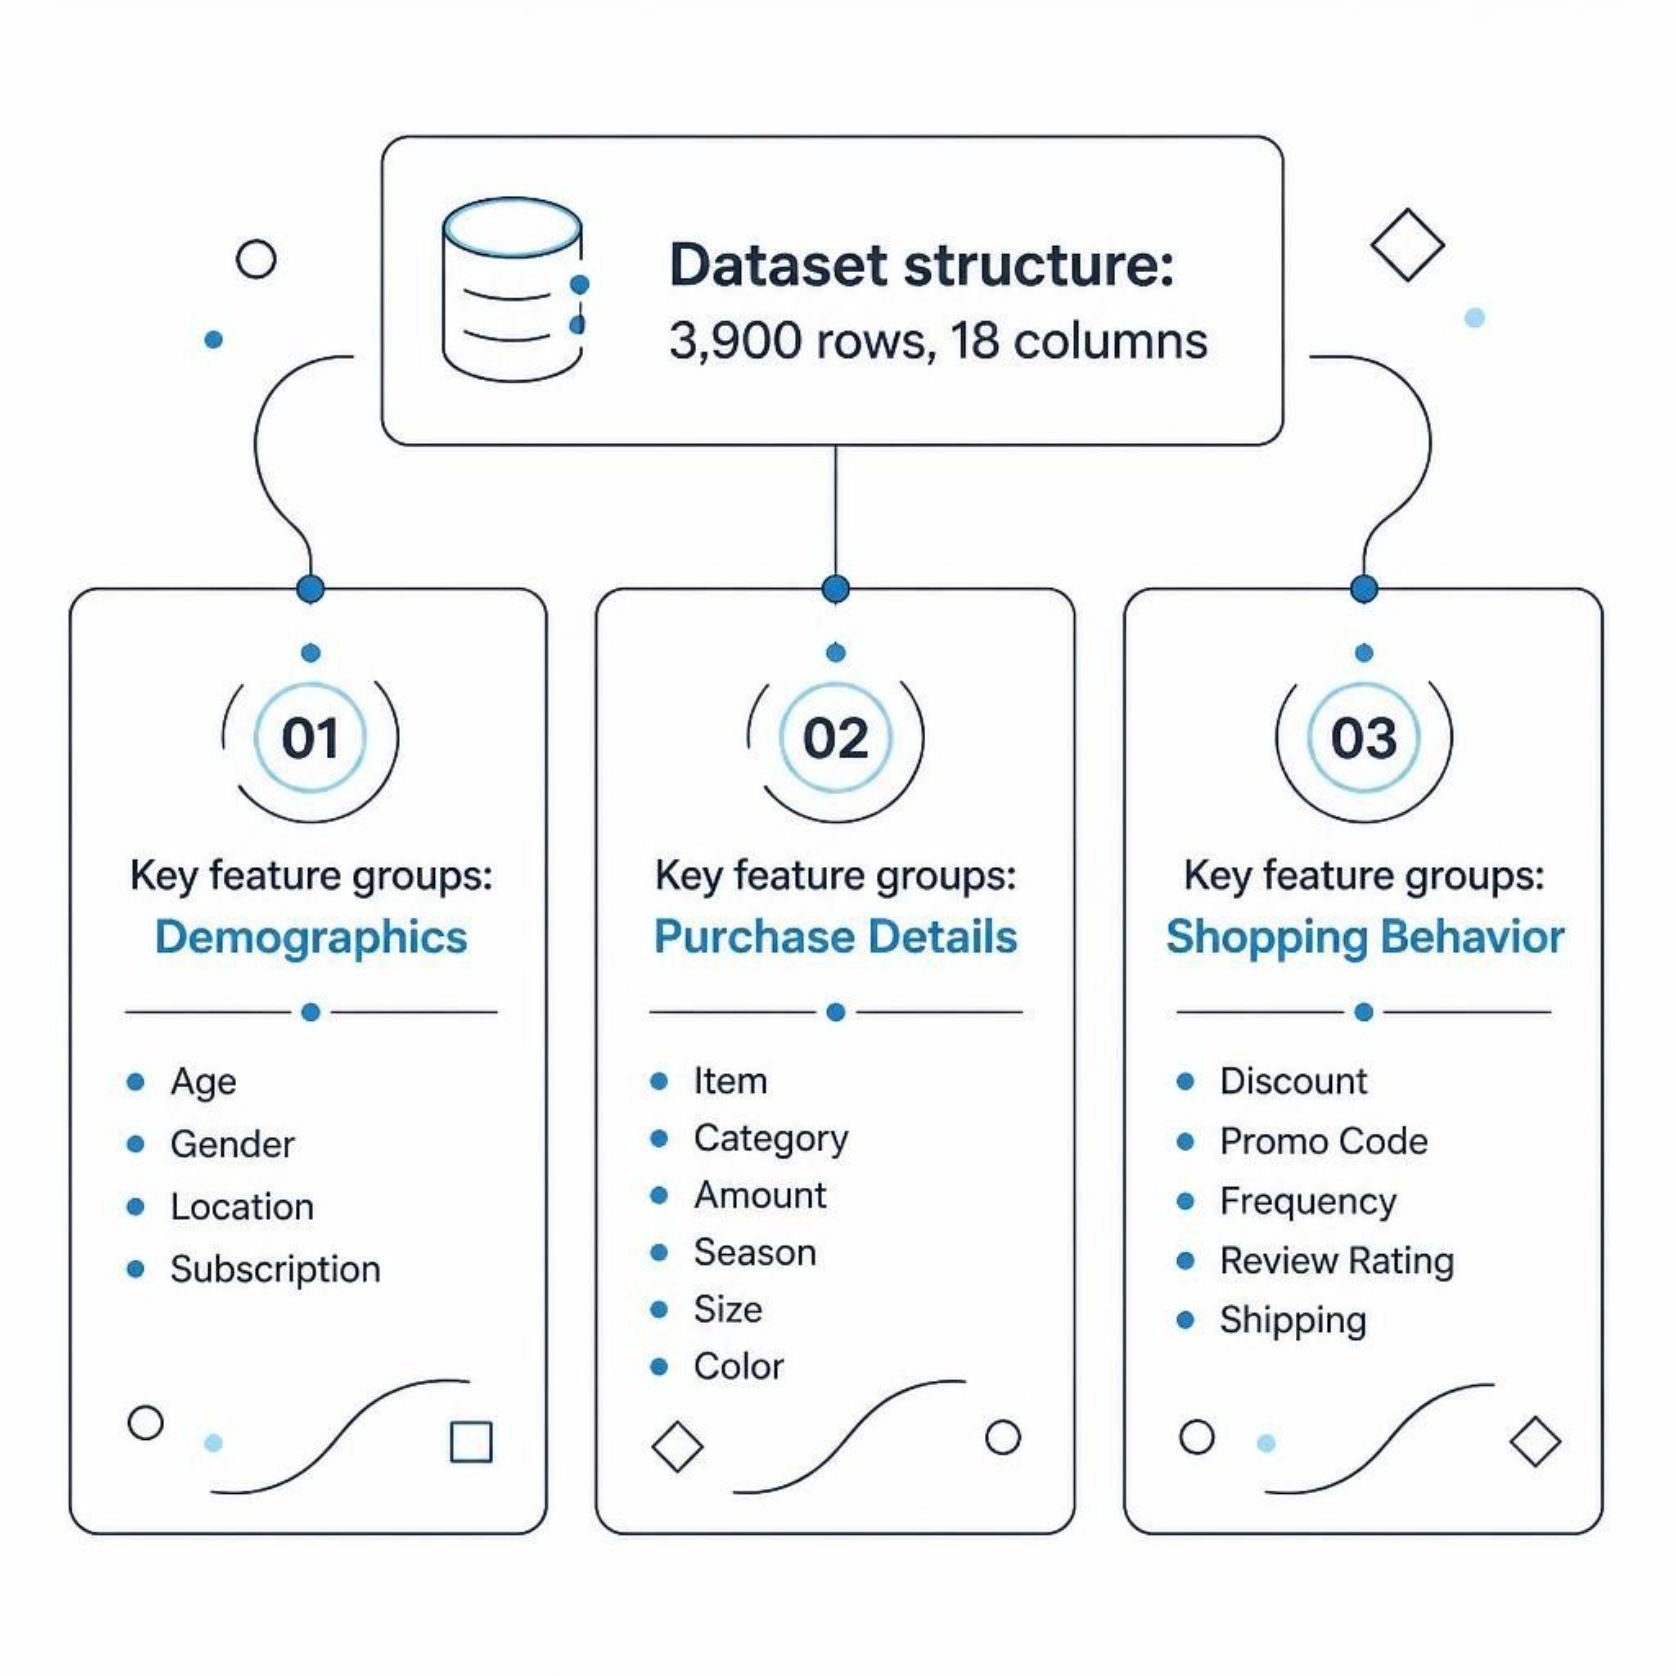 Dataset structure:
3,900 rows, 18 columns
01
Key feature groups:
Demographics
Age
Gender
Location
Subscription
02
Key feature groups:
Purchase Details
Item
Category
Amount
Season
Size
Color
03
Key feature groups:
Shopping Behavior
Discount
Promo Code
Frequency
Review Rating
Shipping